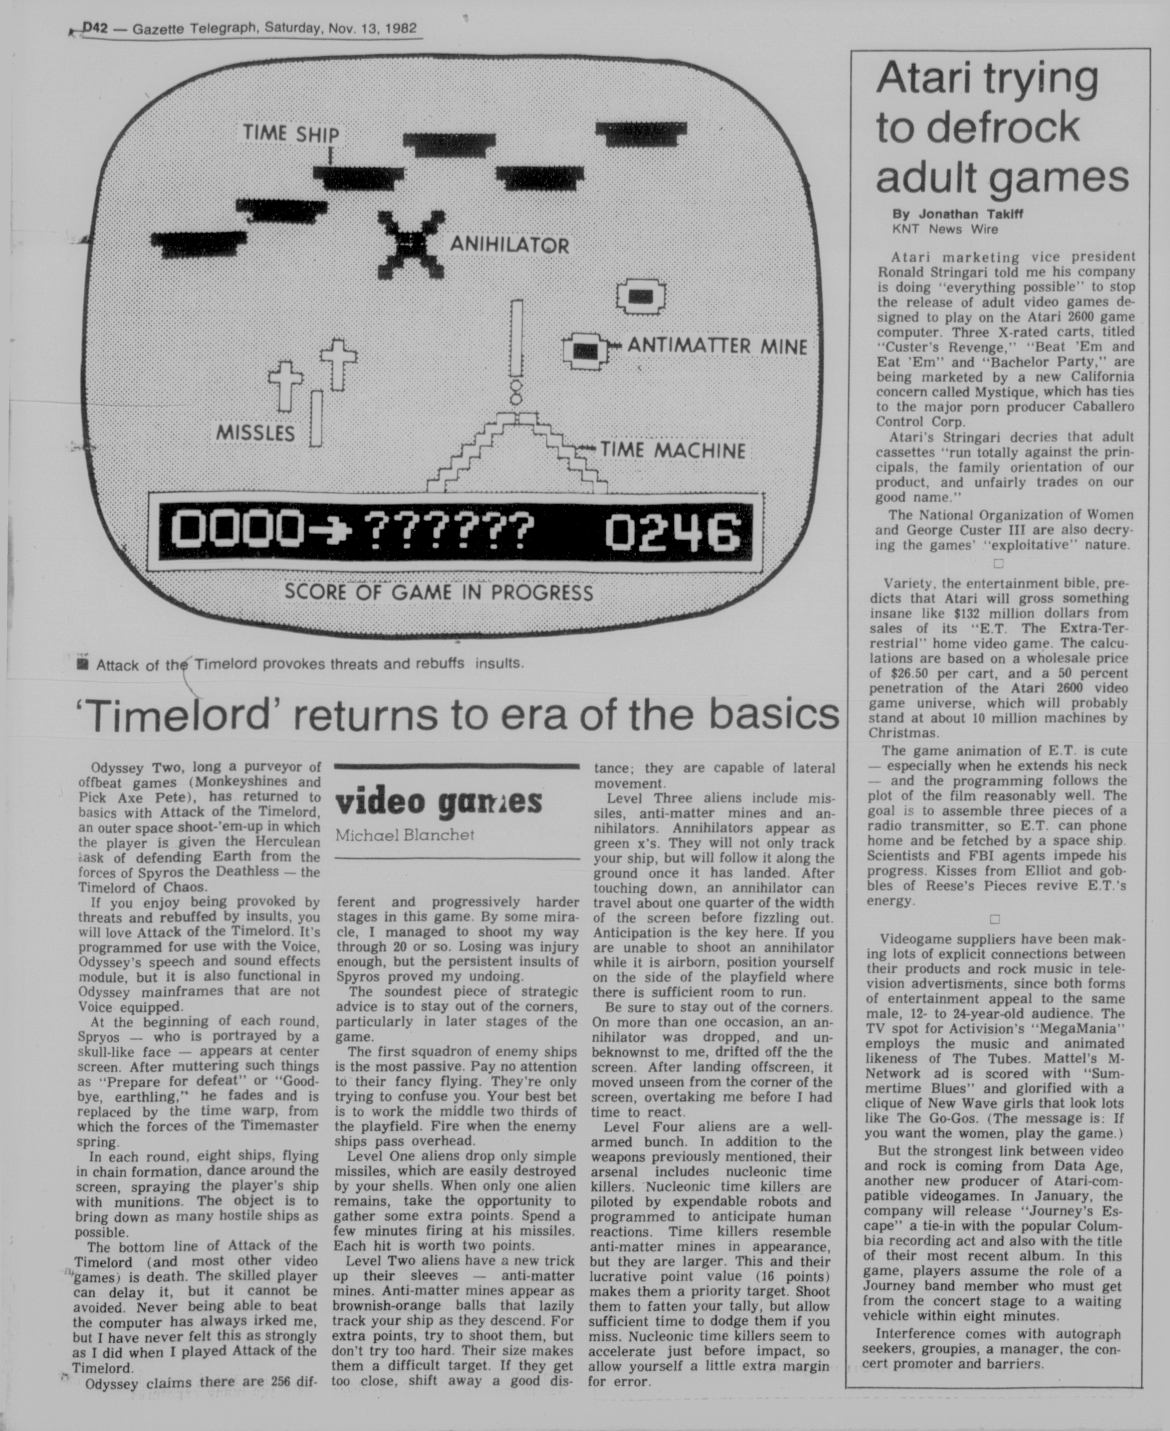 D42 — Gazette Telegraph, Saturday, Nov. 13, 1982
TIME SHIP
ANIHILATOR
ANTIMATTER MINE
MISSLES
TIME MACHINE
0000→??????  0246
SCORE OF GAME IN PROGRESS
Attack of the Timelord provokes threats and rebuffs insults.
'Timelord' returns to era of the basics
Odyssey Two, long a purveyor of
offbeat games (Monkeyshines and
Pick Axe Pete), has returned to
basics with Attack of the Timelord,
an outer space shoot-'em-up in which
the player is given the Herculean
task of defending Earth from the
forces of Spyros the Deathless — the
Timelord of Chaos.
If you enjoy being provoked by
threats and rebuffed by insults, you
will love Attack of the Timelord. It's
programmed for use with the Voice,
Odyssey's speech and sound effects
module, but it is also functional in
Odyssey mainframes that are not
Voice equipped.
At the beginning of each round,
Spryos — who is portrayed by a
skull-like face — appears at center
screen. After muttering such things
as "Prepare for defeat" or "Good-
bye, earthling," he fades and is
replaced by the time warp, from
which the forces of the Timemaster
spring.
In each round, eight ships, flying
in chain formation, dance around the
screen, spraying the player's ship
with munitions. The object is to
bring down as many hostile ships as
possible.
The bottom line of Attack of the
Timelord (and most other video
games) is death. The skilled player
can delay it, but it cannot be
avoided. Never being able to beat
the computer has always irked me,
but I have never felt this as strongly
as I did when I played Attack of the
Timelord.
Odyssey claims there are 256 dif-
video games
Michael Blanchet
ferent and progressively harder
stages in this game. By some mira-
cle, I managed to shoot my way
through 20 or so. Losing was injury
enough, but the persistent insults of
Spyros proved my undoing.
The soundest piece of strategic
advice is to stay out of the corners,
particularly in later stages of the
game.
The first squadron of enemy ships
is the most passive. Pay no attention
to their fancy flying. They're only
trying to confuse you. Your best bet
is to work the middle two thirds of
the playfield. Fire when the enemy
ships pass overhead.
Level One aliens drop only simple
missiles, which are easily destroyed
by your shells. When only one alien
remains, take the opportunity to
gather some extra points. Spend a
few minutes firing at his missiles.
Each hit is worth two points.
Level Two aliens have a new trick
up their sleeves — anti-matter
mines. Anti-matter mines appear as
brownish-orange balls that lazily
track your ship as they descend. For
extra points, try to shoot them, but
don't try too hard. Their size makes
them a difficult target. If they get
too close, shift away a good dis-
tance; they are capable of lateral
movement.
Level Three aliens include mis-
siles, anti-matter mines and an-
nihilators. Annihilators appear as
green x's. They will not only track
your ship, but will follow it along the
ground once it has landed. After
touching down, an annihilator can
travel about one quarter of the width
of the screen before fizzling out.
Anticipation is the key here. If you
are unable to shoot an annihilator
while it is airborn, position yourself
on the side of the playfield where
there is sufficient room to run.
Be sure to stay out of the corners.
On more than one occasion, an an-
nihilator was dropped, and un-
beknownst to me, drifted off the the
screen. After landing offscreen, it
moved unseen from the corner of the
screen, overtaking me before I had
time to react.
Level Four aliens are a well-
armed bunch. In addition to the
weapons previously mentioned, their
arsenal includes nucleonic time
killers. Nucleonic time killers are
piloted by expendable robots and
programmed to anticipate human
reactions. Time killers resemble
anti-matter mines in appearance,
but they are larger. This and their
lucrative point value (16 points)
makes them a priority target. Shoot
them to fatten your tally, but allow
sufficient time to dodge them if you
miss. Nucleonic time killers seem to
accelerate just before impact, so
allow yourself a little extra margin
for error.
Atari trying
to defrock
adult games
By Jonathan Takiff
KNT News Wire
Atari marketing vice president
Ronald Stringari told me his company
is doing "everything possible" to stop
the release of adult video games de-
signed to play on the Atari 2600 game
computer. Three X-rated carts, titled
"Custer's Revenge," "Beat 'Em and
Eat 'Em" and "Bachelor Party," are
being marketed by a new California
concern called Mystique, which has ties
to the major porn producer Caballero
Control Corp.
Atari's Stringari decries that adult
cassettes "run totally against the prin-
cipals, the family orientation of our
product, and unfairly trades on our
good name."
The National Organization of Women
and George Custer III are also decry-
ing the games' "exploitative" nature.
Variety, the entertainment bible, pre-
dicts that Atari will gross something
insane like $132 million dollars from
sales of its "E.T. The Extra-Ter-
restrial" home video game. The calcu-
lations are based on a wholesale price
of $26.50 per cart, and a 50 percent
penetration of the Atari 2600 video
game universe, which will probably
stand at about 10 million machines by
Christmas.
The game animation of E.T. is cute
— especially when he extends his neck
— and the programming follows the
plot of the film reasonably well. The
goal is to assemble three pieces of a
radio transmitter, so E.T. can phone
home and be fetched by a space ship.
Scientists and FBI agents impede his
progress. Kisses from Elliot and gob-
bles of Reese's Pieces revive E.T.'s
energy.
Videogame suppliers have been mak-
ing lots of explicit connections between
their products and rock music in tele-
vision advertisments, since both forms
of entertainment appeal to the same
male, 12- to 24-year-old audience. The
TV spot for Activision's "MegaMania"
employs the music and animated
likeness of The Tubes. Mattel's M-
Network ad is scored with "Sum-
mertime Blues" and glorified with a
clique of New Wave girls that look lots
like The Go-Gos. (The message is: If
you want the women, play the game.)
But the strongest link between video
and rock is coming from Data Age,
another new producer of Atari-com-
patible videogames. In January, the
company will release "Journey's Es-
cape" a tie-in with the popular Colum-
bia recording act and also with the title
of their most recent album. In this
game, players assume the role of a
Journey band member who must get
from the concert stage to a waiting
vehicle within eight minutes.
Interference comes with autograph
seekers, groupies, a manager, the con-
cert promoter and barriers.